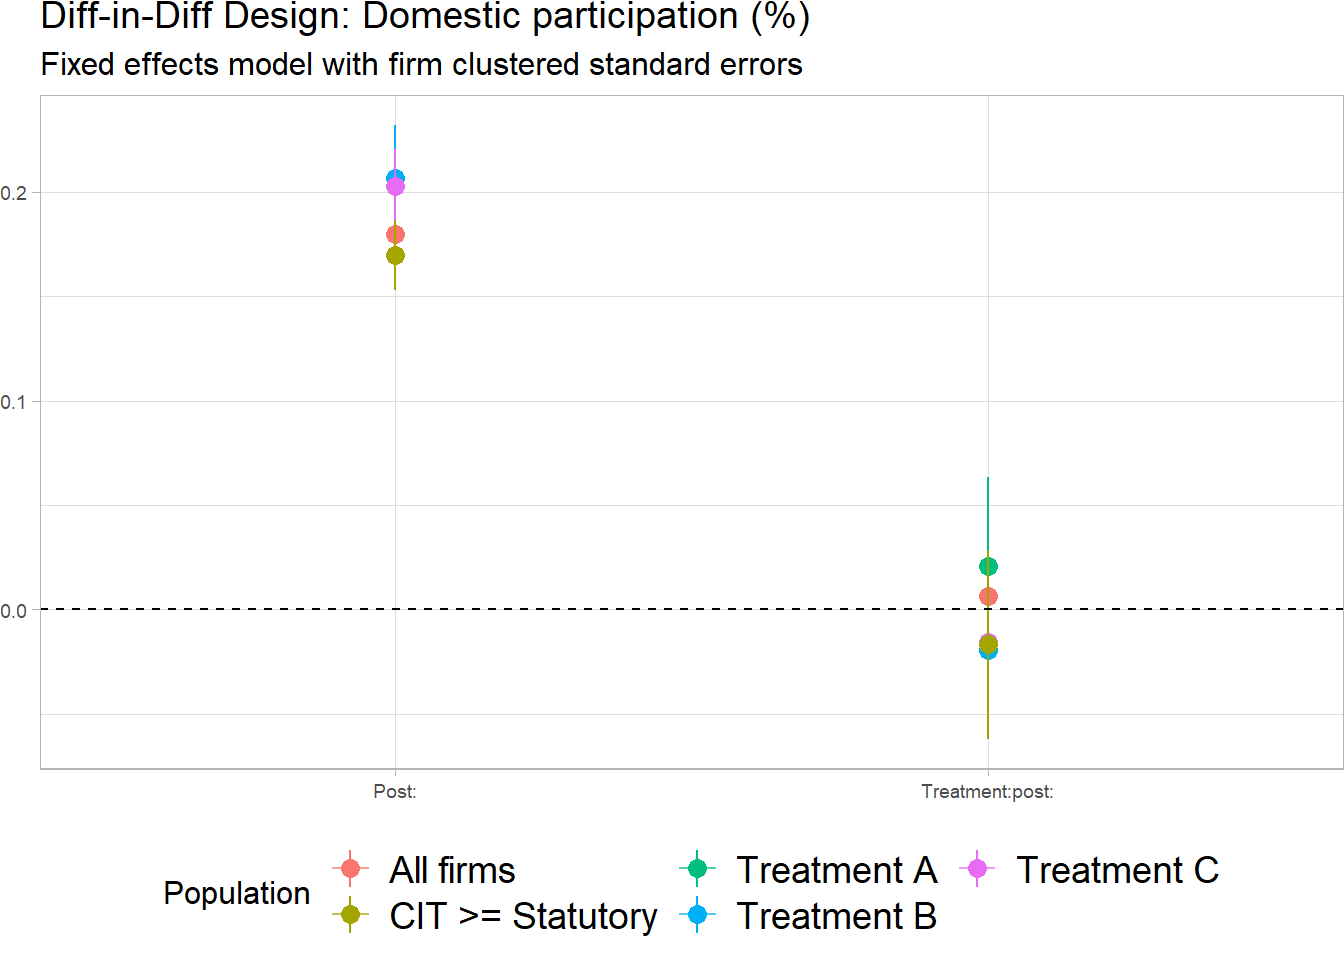 Diff-in-Diff Design: Domestic participation (%)
Fixed effects model with firm clustered standard errors
0.2
0.1
0.0
Post:
Treatment:post:
Population
All firms
Treatment A
Treatment C
CIT >= Statutory
Treatment B